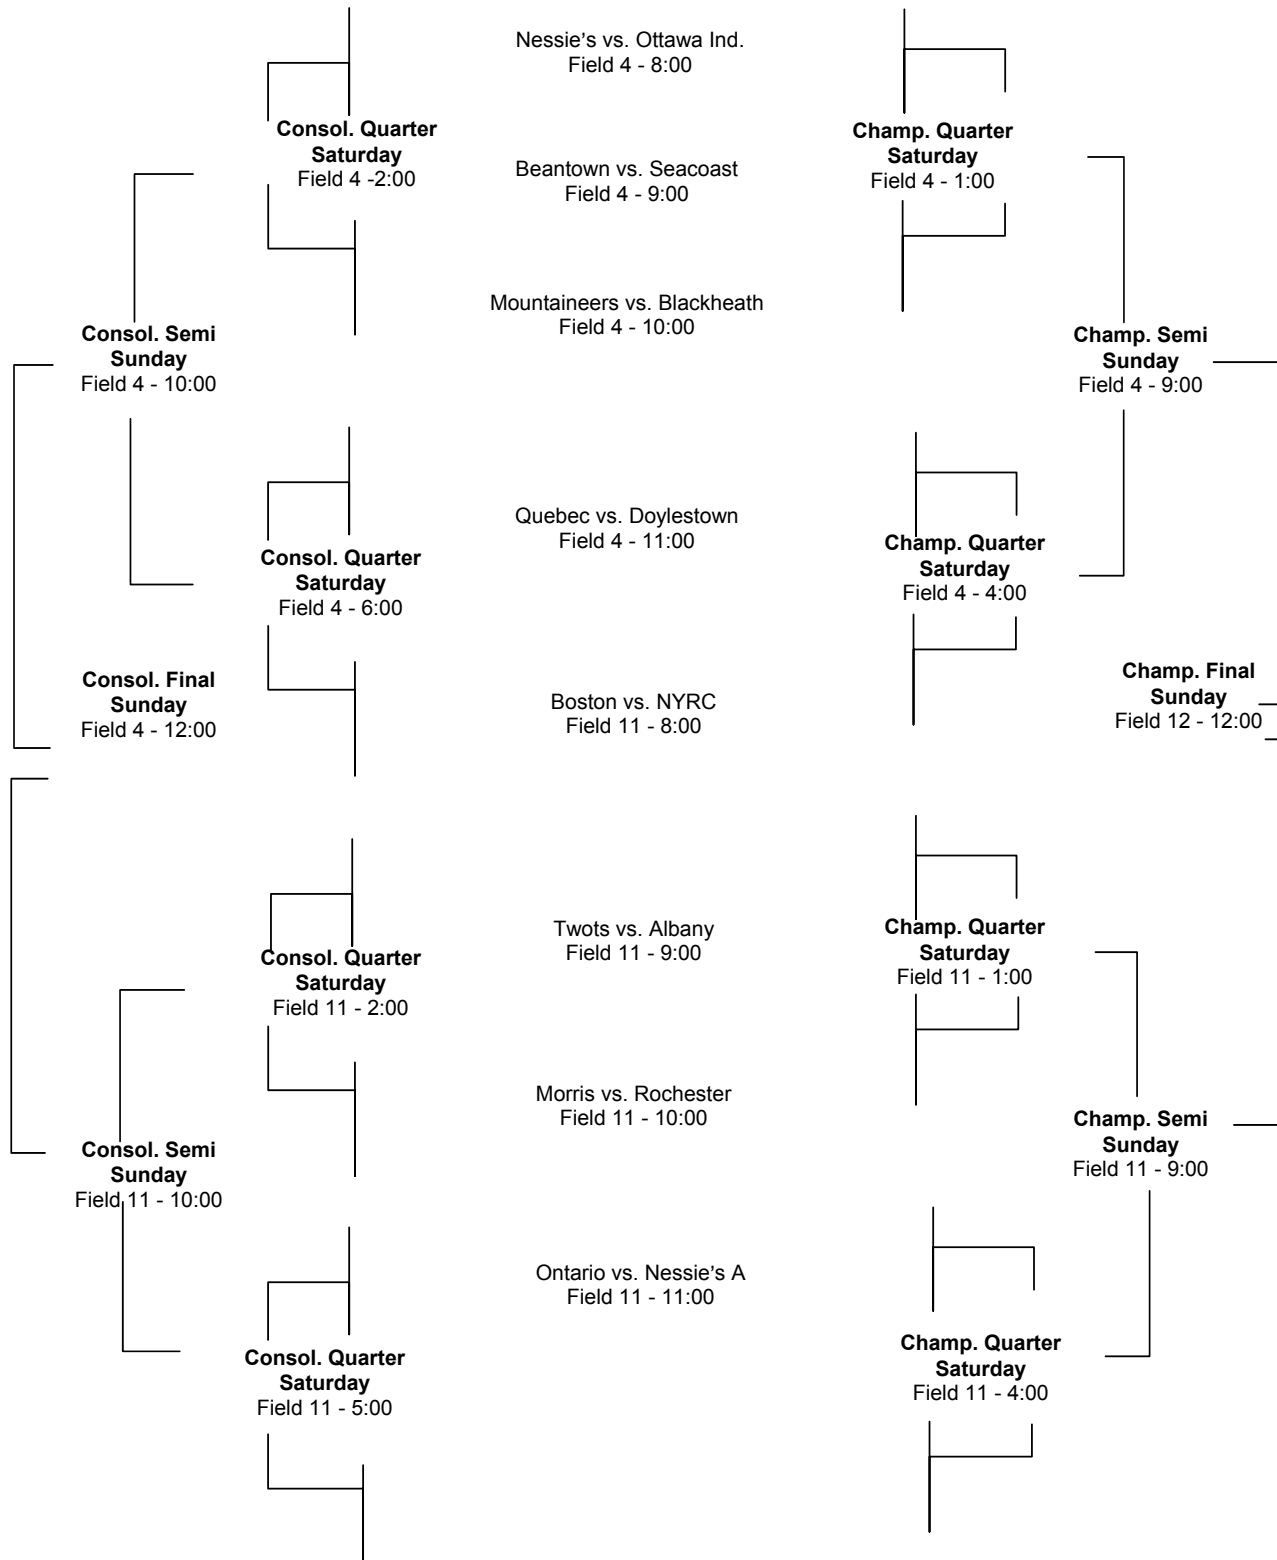 Nessie's vs. Ottawa Ind.
Field 4 - 8:00
Consol. Quarter
Saturday
Field 4 -2:00
Champ. Quarter
Saturday
Field 4 - 1:00
Beantown vs. Seacoast
Field 4 - 9:00
Mountaineers vs. Blackheath
Field 4 - 10:00
Consol. Semi
Sunday
Field 4 - 10:00
Champ. Semi
Sunday
Field 4 - 9:00
Quebec vs. Doylestown
Field 4 - 11:00
Consol. Quarter
Saturday
Field 4 - 6:00
Champ. Quarter
Saturday
Field 4 - 4:00
Consol. Final
Sunday
Field 4 - 12:00
Boston vs. NYRC
Field 11 - 8:00
Champ. Final
Sunday
Field 12 - 12:00
Twots vs. Albany
Field 11 - 9:00
Consol. Quarter
Saturday
Field 11 - 2:00
Champ. Quarter
Saturday
Field 11 - 1:00
Morris vs. Rochester
Field 11 - 10:00
Consol. Semi
Sunday
Field 11 - 10:00
Champ. Semi
Sunday
Field 11 - 9:00
Ontario vs. Nessie's A
Field 11 - 11:00
Consol. Quarter
Saturday
Field 11 - 5:00
Champ. Quarter
Saturday
Field 11 - 4:00